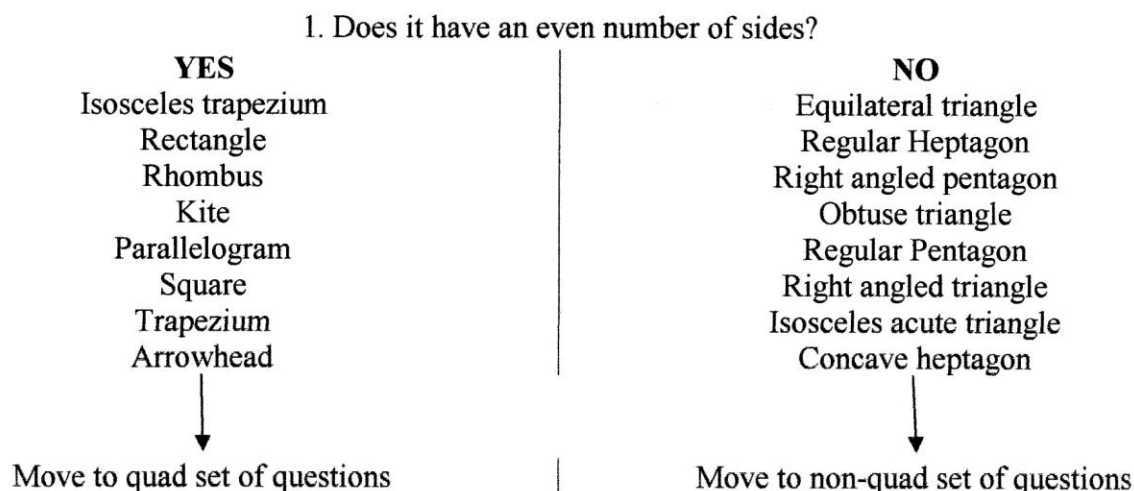 1. Does it have an even number of sides?
YES
Isosceles trapezium
Rectangle
Rhombus
Kite
Parallelogram
Square
Trapezium
Arrowhead
Move to quad set of questions
NO
Equilateral triangle
Regular Heptagon
Right angled pentagon
Obtuse triangle
Regular Pentagon
Right angled triangle
Isosceles acute triangle
Concave heptagon
Move to non-quad set of questions